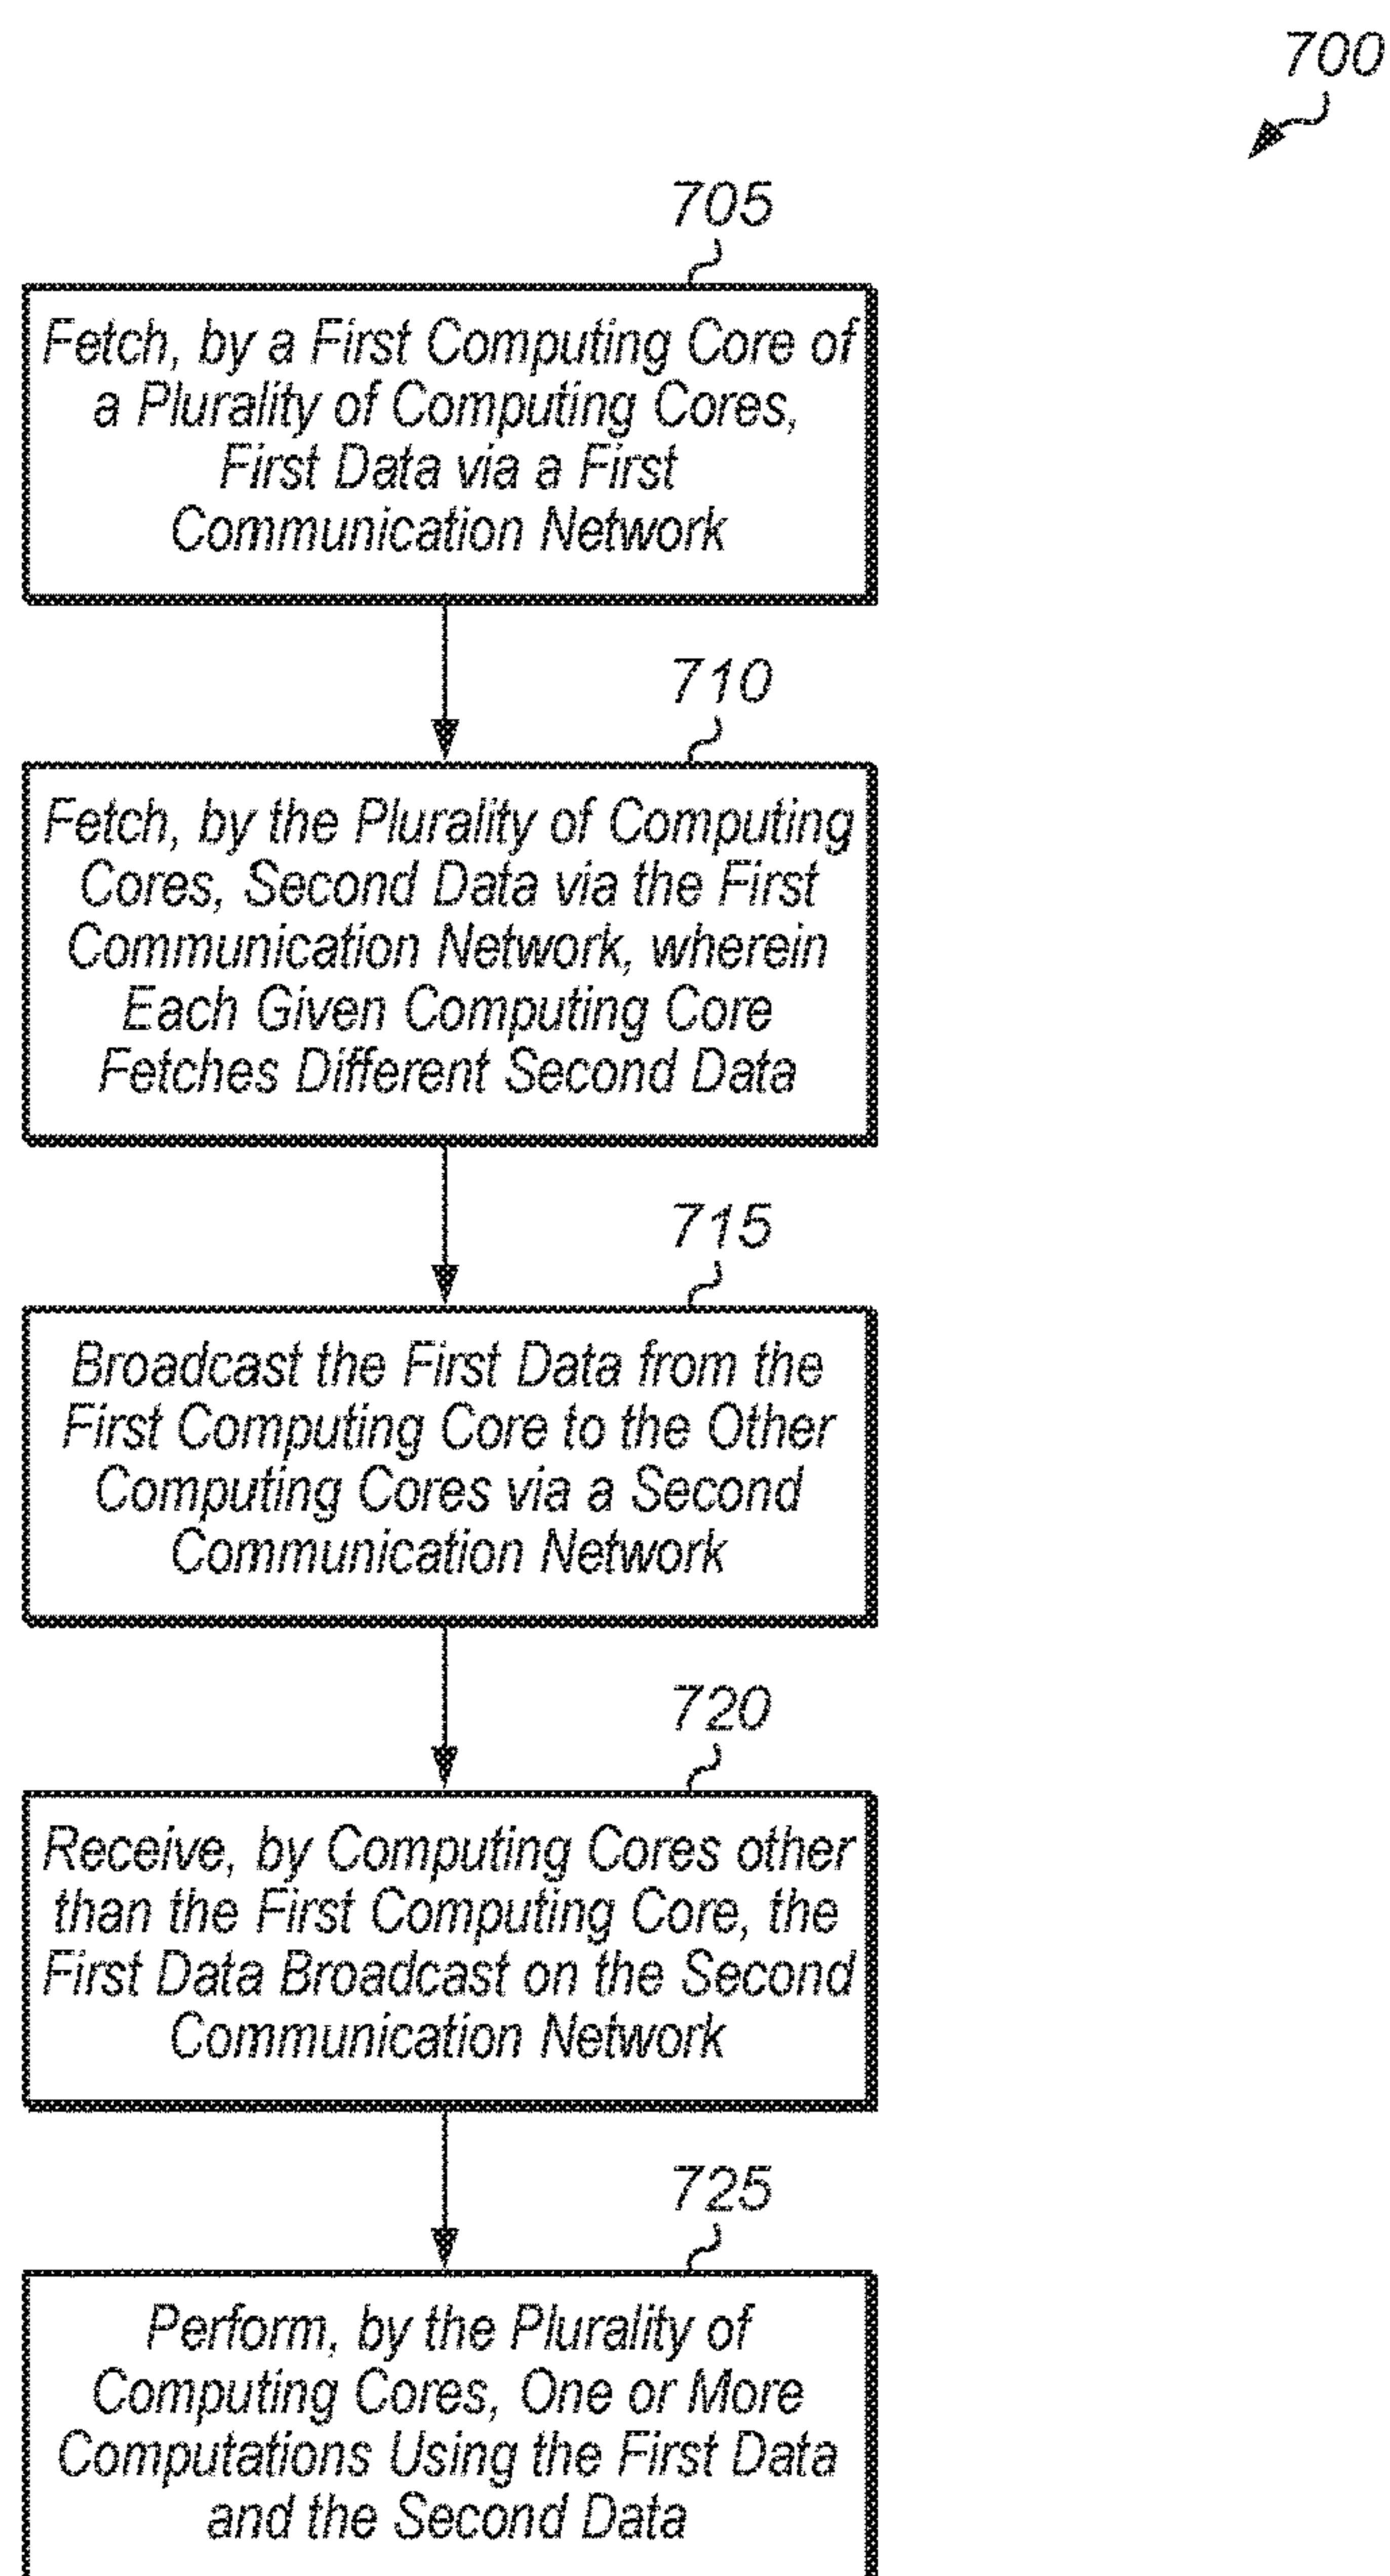 700
705
Fetch, by a First Computing Core of
a Plurality of Computing Cores,
First Data via a First
Communication Network
710
Fetch, by the Plurality of Computing
Cores, Second Data via the First
Communication Network, wherein
Each Given Computing Core
Fetches Different Second Data
715
Broadcast the First Data from the
First Computing Core to the Other
Computing Cores via a Second
Communication Network
720
Receive, by Computing Cores other
than the First Computing Core, the
First Data Broadcast on the Second
Communication Network
725
Perform, by the Plurality of
Computing Cores, One or More
Computations Using the First Data
and the Second Data